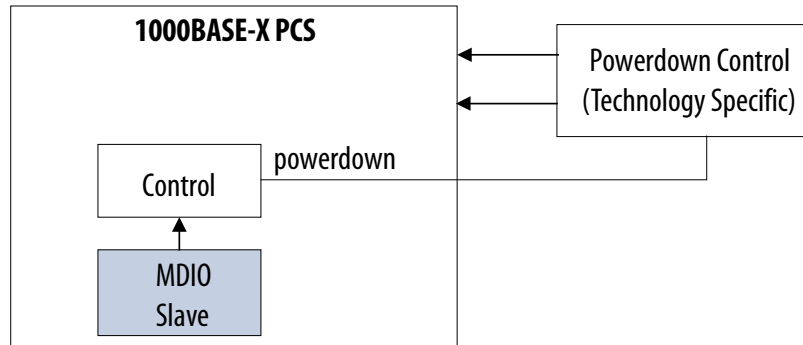 1000BASE-X PCS
Powerdown Control
(Technology Specific)
powerdown
Control
MDIO
Slave